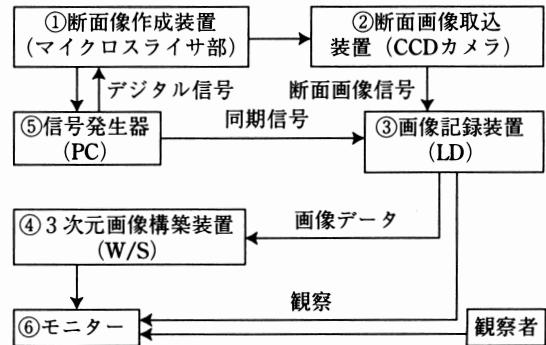 ①断面像作成装置
(マイクロスライサ部)
②断面画像取込
装置(CCDカメラ)
デジタル信号
断面画像信号
⑤信号発生器
(PC)
同期信号
③画像記録装置
(LD)
④3次元画像構築装置
(W/S)
画像データ
観察
⑥モニター
観察者